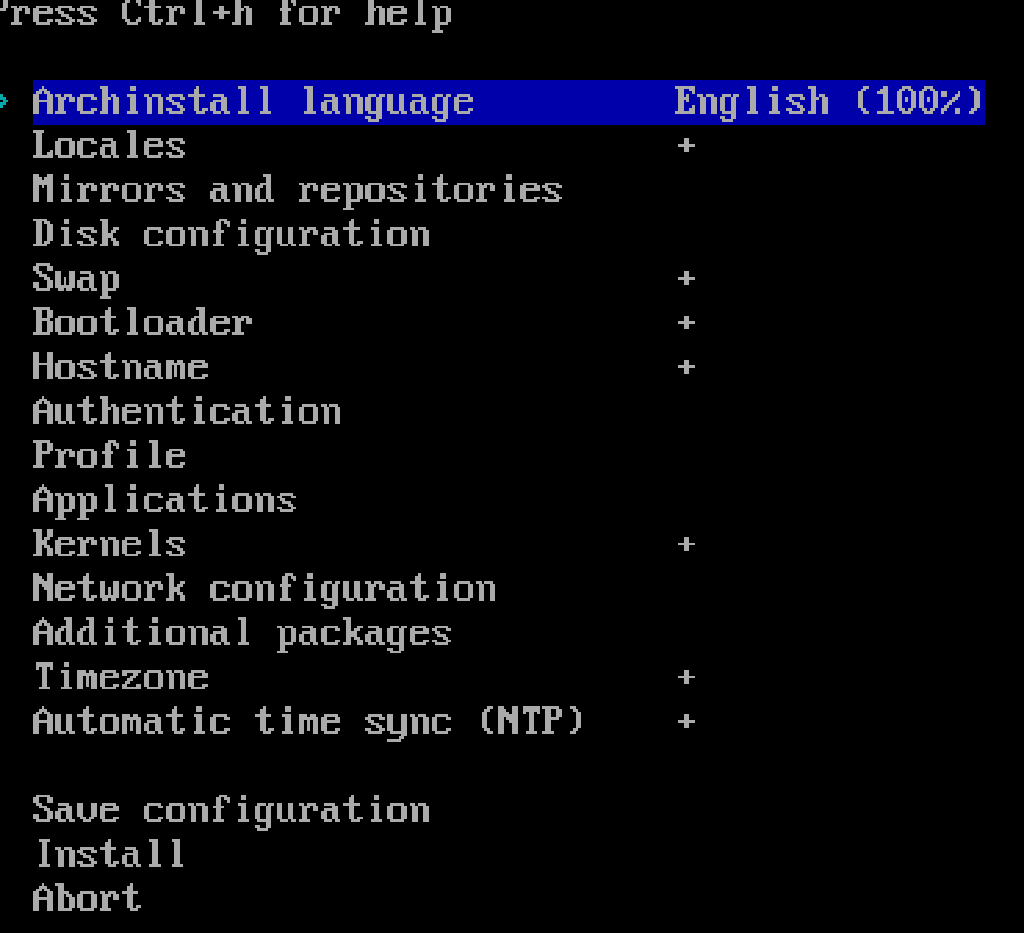 Press Ctrl+h for help
Archinstall language English (100%)
Locales +
Mirrors and repositories
Disk configuration
Swap +
Bootloader +
Hostname +
Authentication
Profile
Applications
Kernels +
Network configuration
Additional packages
Timezone +
Automatic time sync (NTP) +
Save configuration
Install
Abort